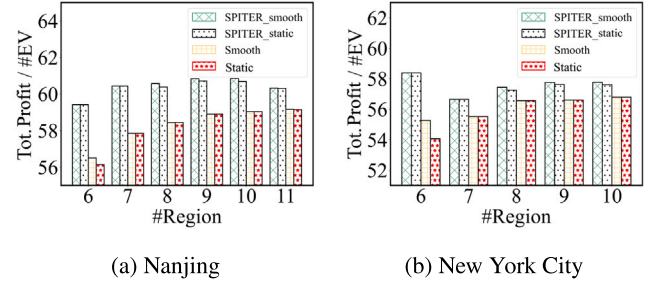 Tot.Profit / #EV
64
62
60
58
56
SPITER_smooth
SPITER_static
Smooth
Static
6 7 8 9 10 11
#Region
(a) Nanjing
Tot.Profit / #EV
62
60
58
56
54
52
SPITER_smooth
SPITER_static
Smooth
Static
6 7 8 9 10
#Region
(b) New York City